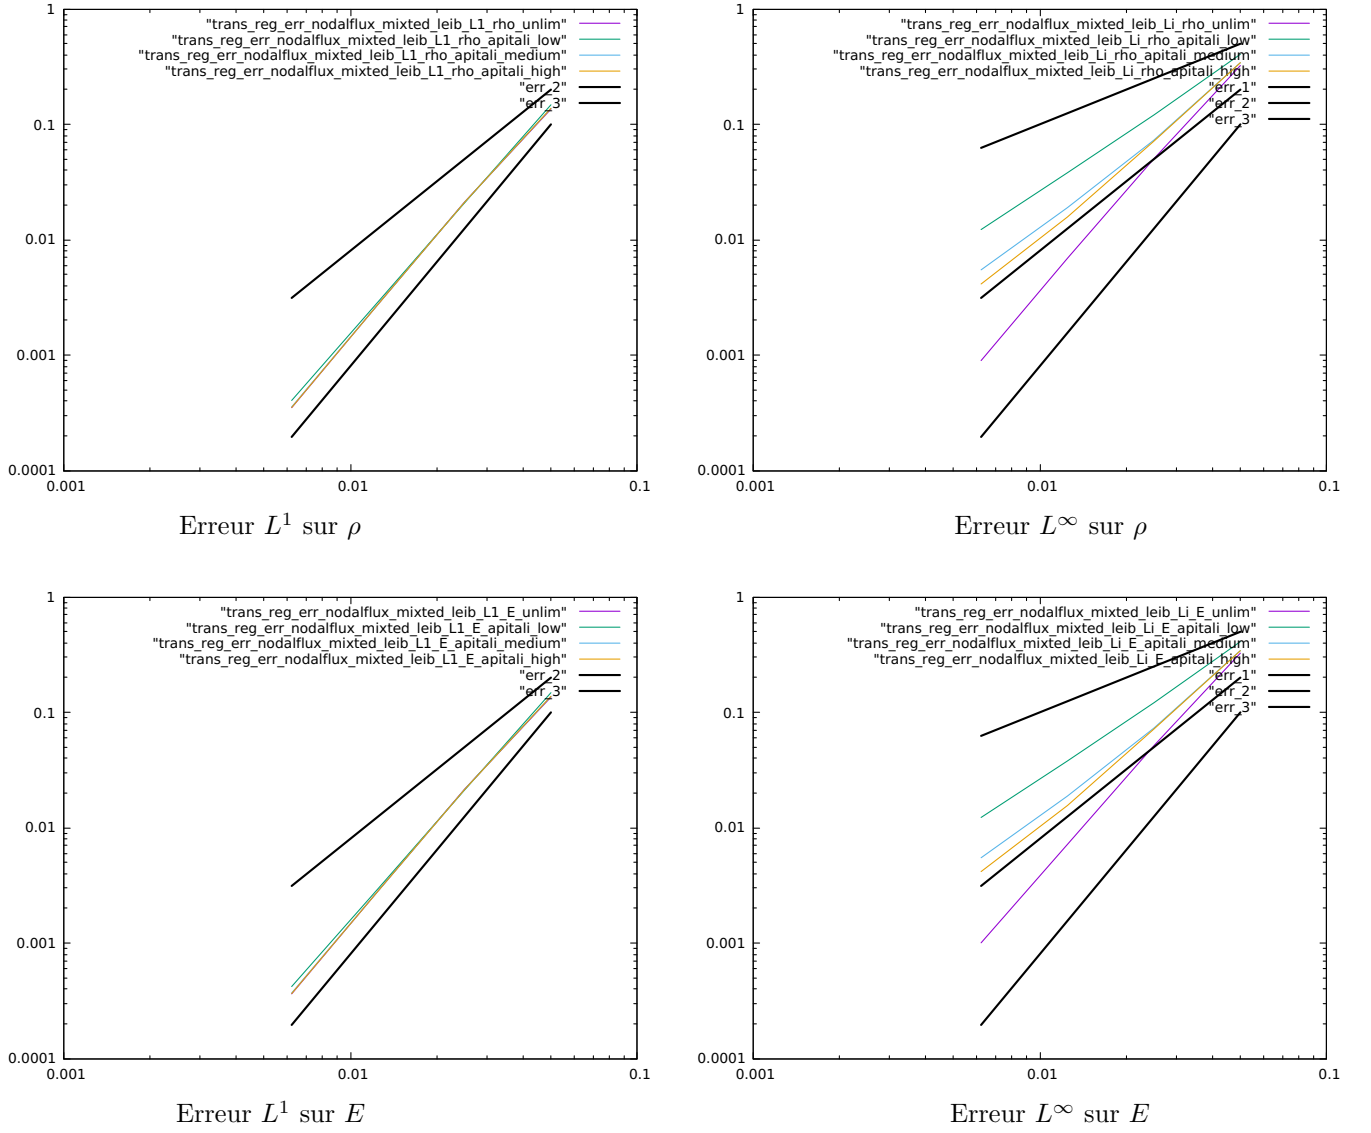 1
0.1
0.01
0.001
0.0001
0.001
0.01
0.1
"trans_reg_err_nodalflux_mixted_leib_L1_rho_unlim"
"trans_reg_err_nodalflux_mixted_leib_L1_rho_apitali_low"
"trans_reg_err_nodalflux_mixted_leib_L1_rho_apitali_medium"
"trans_reg_err_nodalflux_mixted_leib_L1_rho_apitali_high"
"err_2"
"err_3"
Erreur L^1 sur ρ
1
0.1
0.01
0.001
0.0001
0.001
0.01
0.1
"trans_reg_err_nodalflux_mixted_leib_Li_rho_unlim"
"trans_reg_err_nodalflux_mixted_leib_Li_rho_apitali_low"
"trans_reg_err_nodalflux_mixted_leib_Li_rho_apitali_medium"
"trans_reg_err_nodalflux_mixted_leib_Li_rho_apitali_high"
"err_1"
"err_2"
"err_3"
Erreur L^∞ sur ρ
1
0.1
0.01
0.001
0.0001
0.001
0.01
0.1
"trans_reg_err_nodalflux_mixted_leib_L1_E_unlim"
"trans_reg_err_nodalflux_mixted_leib_L1_E_apitali_low"
"trans_reg_err_nodalflux_mixted_leib_L1_E_apitali_medium"
"trans_reg_err_nodalflux_mixted_leib_L1_E_apitali_high"
"err_2"
"err_3"
Erreur L^1 sur E
1
0.1
0.01
0.001
0.0001
0.001
0.01
0.1
"trans_reg_err_nodalflux_mixted_leib_Li_E_unlim"
"trans_reg_err_nodalflux_mixted_leib_Li_E_apitali_low"
"trans_reg_err_nodalflux_mixted_leib_Li_E_apitali_medium"
"trans_reg_err_nodalflux_mixted_leib_Li_E_apitali_high"
"err_1"
"err_2"
"err_3"
Erreur L^∞ sur E